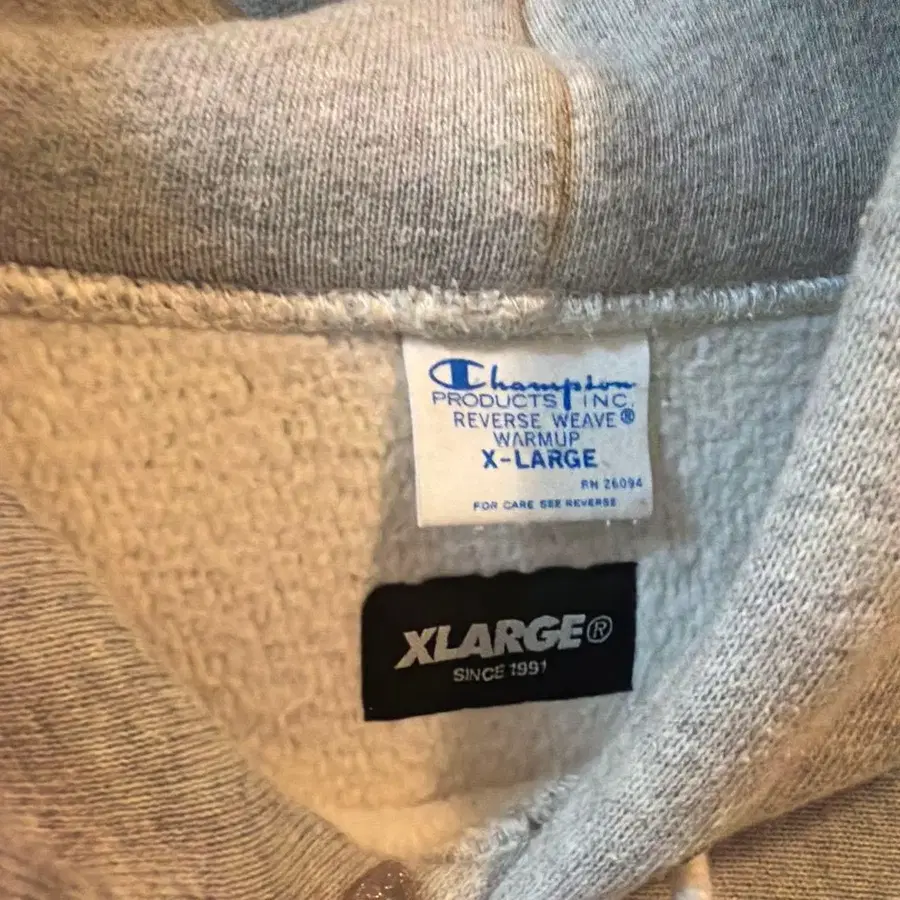 Champion
PRODUCTS INC.
REVERSE WEAVE®
WARMUP
X-LARGE
RN 26094
FOR CARE SEE REVERSE
XLARGE®
SINCE 1991